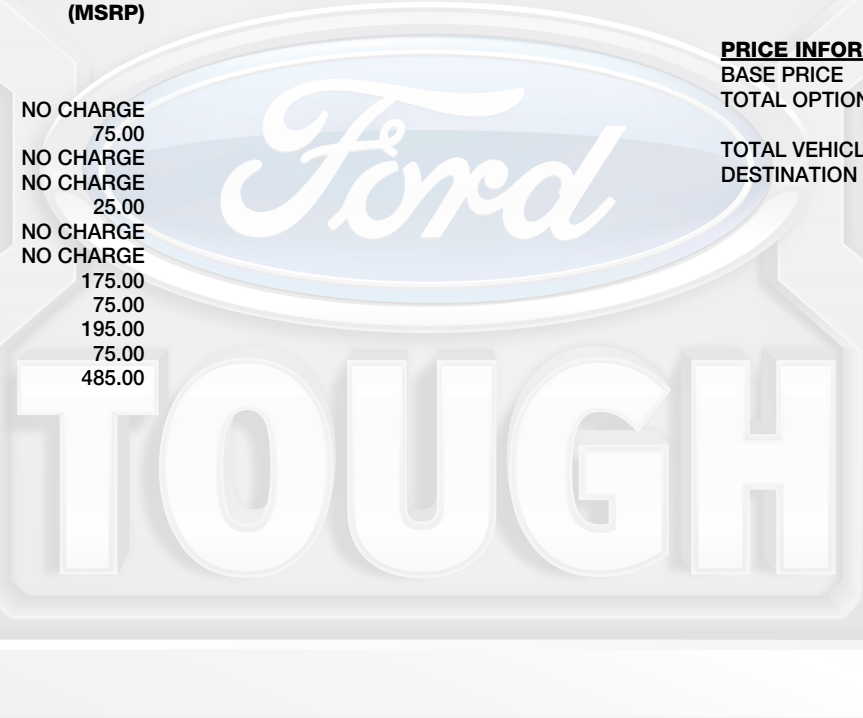 (MSRP)
NO CHARGE
75.00
NO CHARGE
NO CHARGE
25.00
NO CHARGE
NO CHARGE
175.00
75.00
195.00
75.00
485.00
PRICE INFOR
BASE PRICE
TOTAL OPTION
TOTAL VEHICL
DESTINATION
Ford
TOUGH